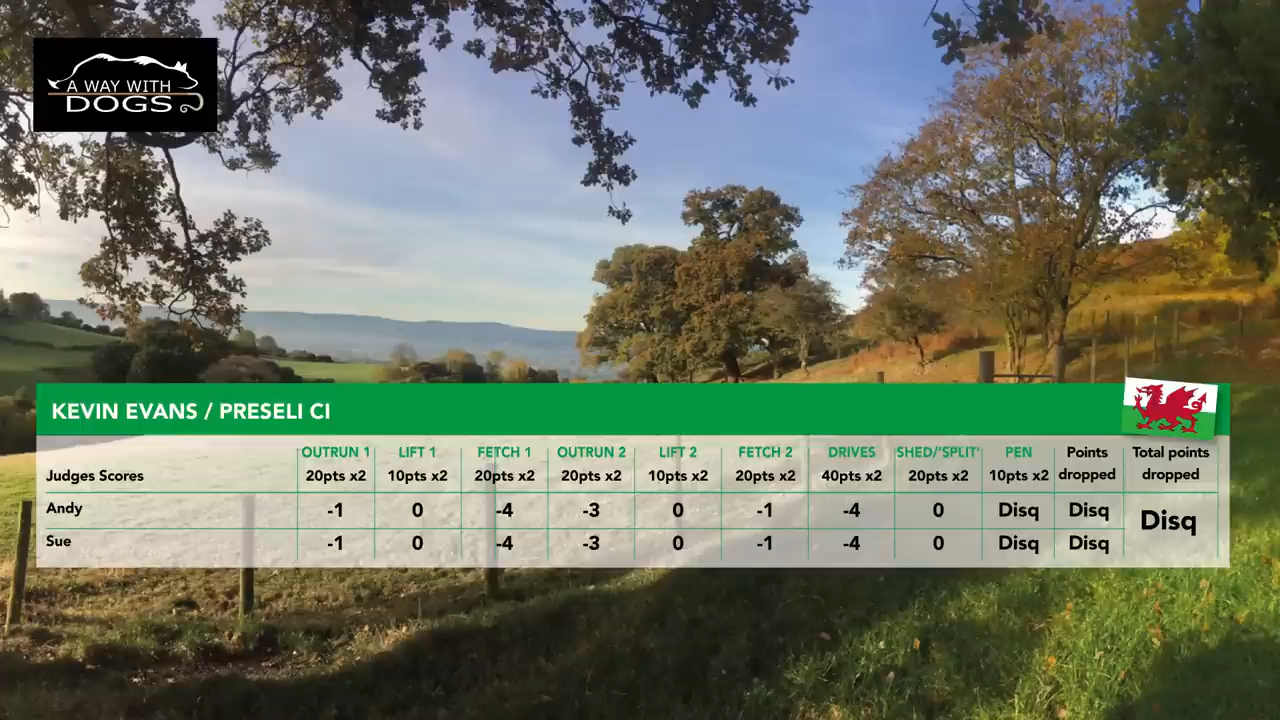 A WAY WITH
DOGS
KEVIN EVANS / PRESELI CI
OUTRUN 1 LIFT 1 FETCH 1 OUTRUN 2 LIFT 2 FETCH 2 DRIVES SHED/'SPLIT' PEN Points dropped Total points dropped
Judges Scores 20pts x2 10pts x2 20pts x2 20pts x2 10pts x2 20pts x2 40pts x2 20pts x2 10pts x2
Andy -1 0 -4 -3 0 -1 -4 0 Disq Disq Disq
Sue -1 0 -4 -3 0 -1 -4 0 Disq Disq